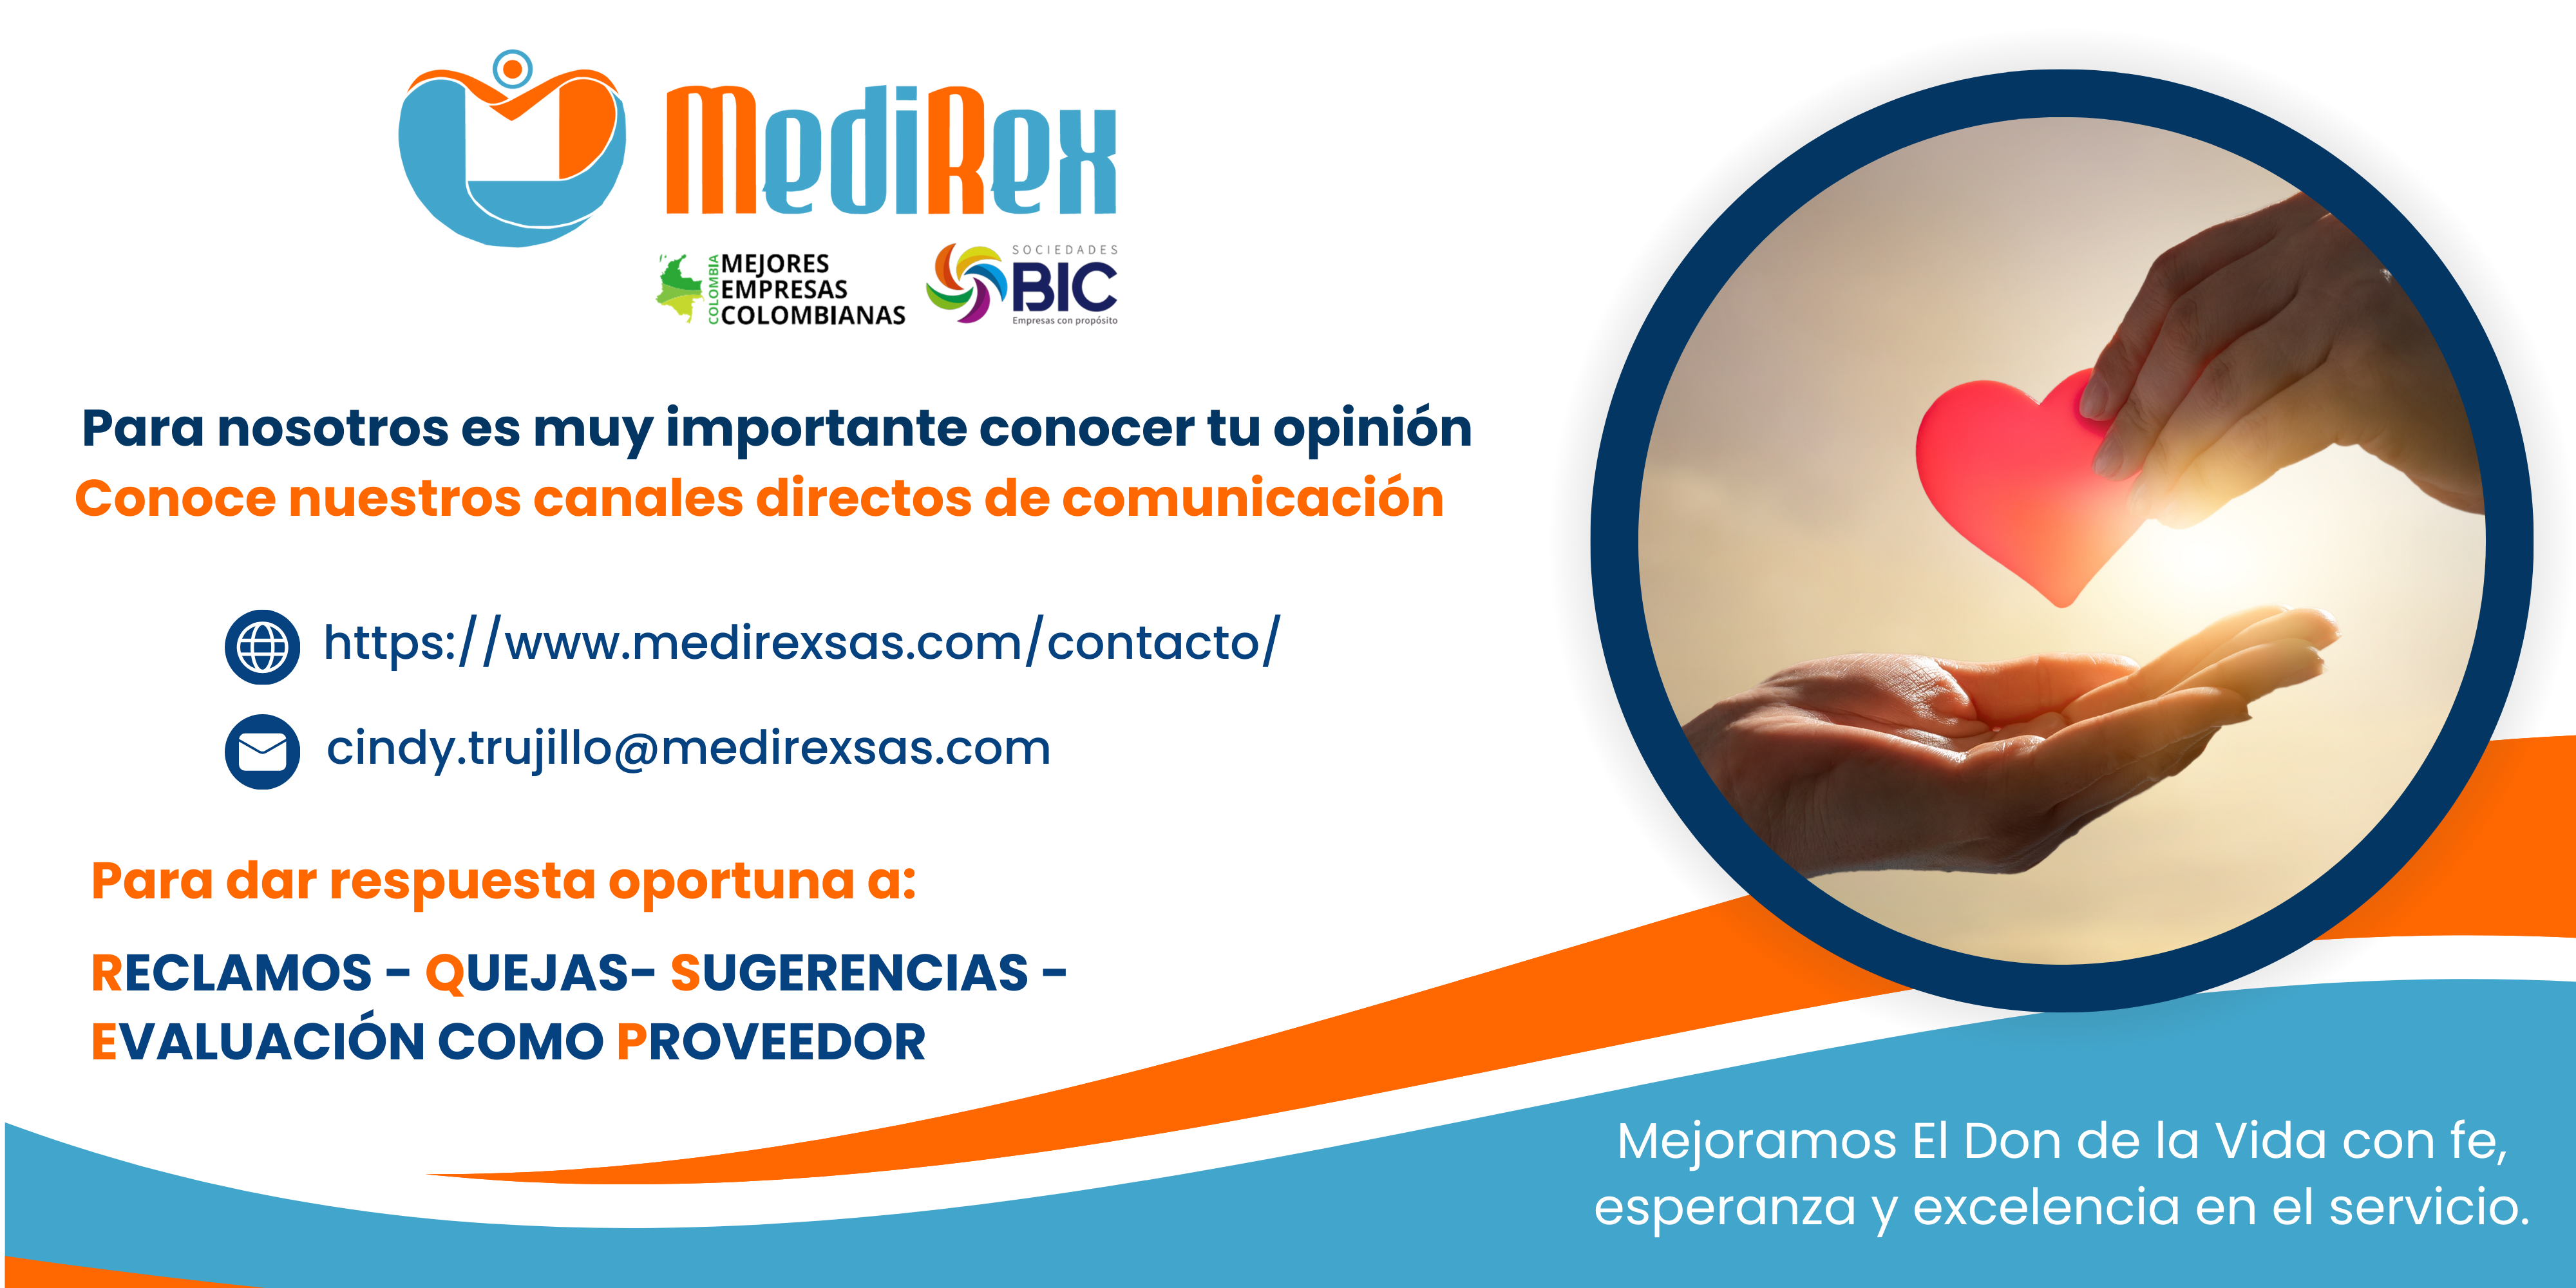 MediRex
COLOMBIA
MEJORES
EMPRESAS
COLOMBIANAS
SOCIEDADES
BIC
Empresas con propósito
Para nosotros es muy importante conocer tu opinión
Conoce nuestros canales directos de comunicación
https://www.medirexsas.com/contacto/
cindy.trujillo@medirexsas.com
Para dar respuesta oportuna a:
RECLAMOS - QUEJAS- SUGERENCIAS -
EVALUACIÓN COMO PROVEEDOR
Mejoramos El Don de la Vida con fe,
esperanza y excelencia en el servicio.